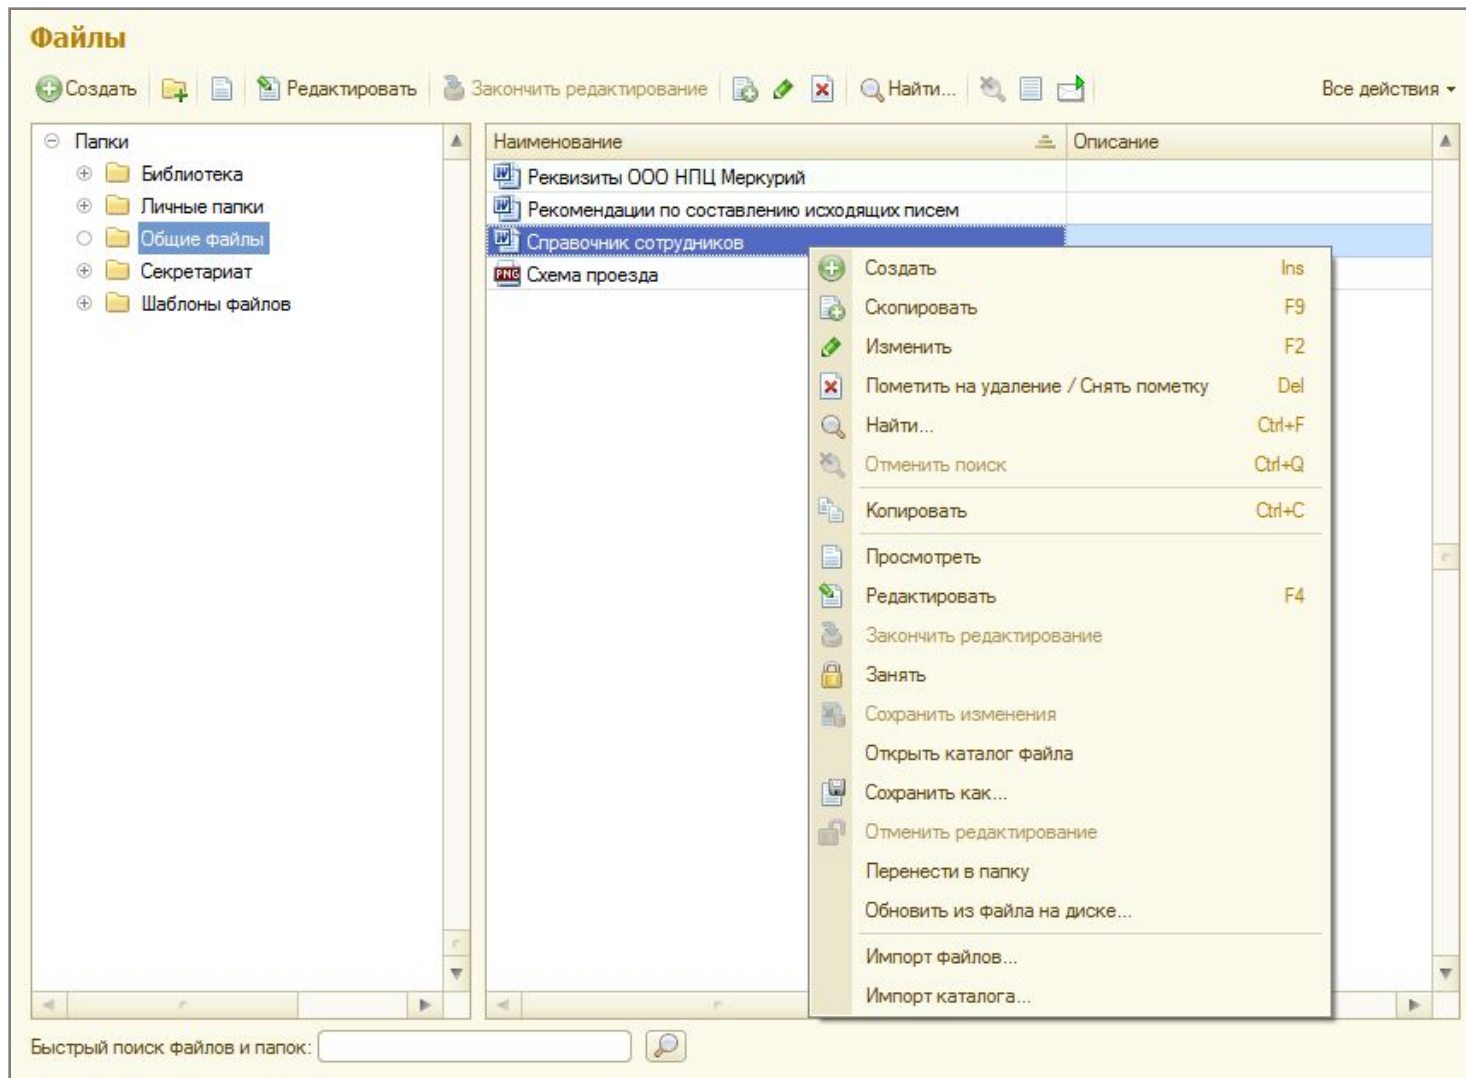 Файлы
Создать Редактировать Закончить редактирование Найти... Все действия
Папки
Библиотека
Личные папки
Общие файлы
Секретариат
Шаблоны файлов
Наименование Описание
Реквизиты ООО НПЦ Меркурий
Рекомендации по составлению исходящих писем
Справочник сотрудников
PNG Схема проезда
Создать Ins
Скопировать F9
Изменить F2
Пометить на удаление / Снять пометку Del
Найти... Ctrl+F
Отменить поиск Ctrl+Q
Копировать Ctrl+C
Просмотреть
Редактировать F4
Закончить редактирование
Занять
Сохранить изменения
Открыть каталог файла
Сохранить как...
Отменить редактирование
Перенести в папку
Обновить из файла на диске...
Импорт файлов...
Импорт каталога...
Быстрый поиск файлов и папок: